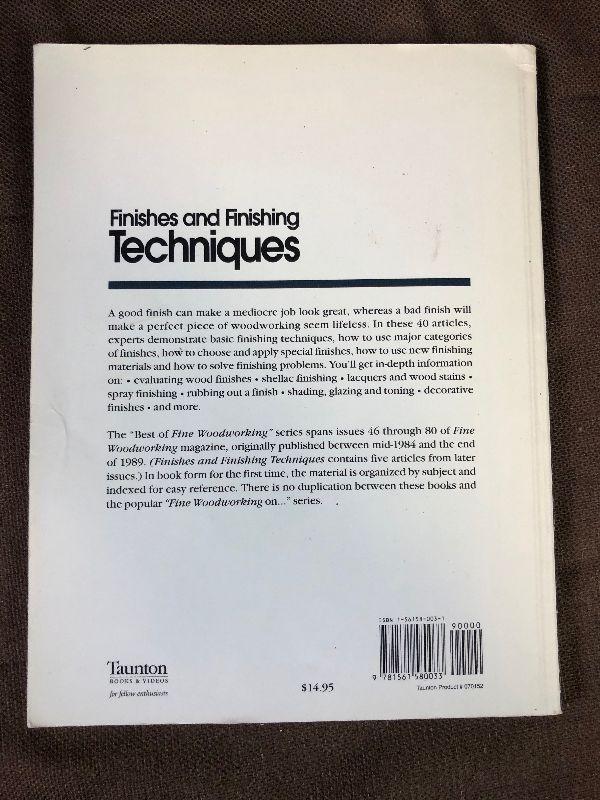 Finishes and Finishing
Techniques
A good finish can make a mediocre job look great, whereas a bad finish will
make a perfect piece of woodworking seem lifeless. In these 40 articles,
experts demonstrate basic finishing techniques, how to use major categories
of finishes, how to choose and apply special finishes, how to use new finishing
materials and how to solve finishing problems. You'll get in-depth information
on: • evaluating wood finishes • shellac finishing • lacquers and wood stains •
spray finishing • rubbing out a finish • shading, glazing and toning • decorative
finishes • and more.
The "Best of Fine Woodworking" series spans issues 46 through 80 of Fine
Woodworking magazine, originally published between mid-1984 and the end
of 1989. (Finishes and Finishing Techniques contains five articles from later
issues.) In book form for the first time, the material is organized by subject and
indexed for easy reference. There is no duplication between these books and
the popular "Fine Woodworking on..." series.
ISBN 1-56158-003-1
90000
9 781561 580033
Taunton
BOOKS & VIDEOS
for fellow enthusiasts
$14.95
Taunton Product # 070152